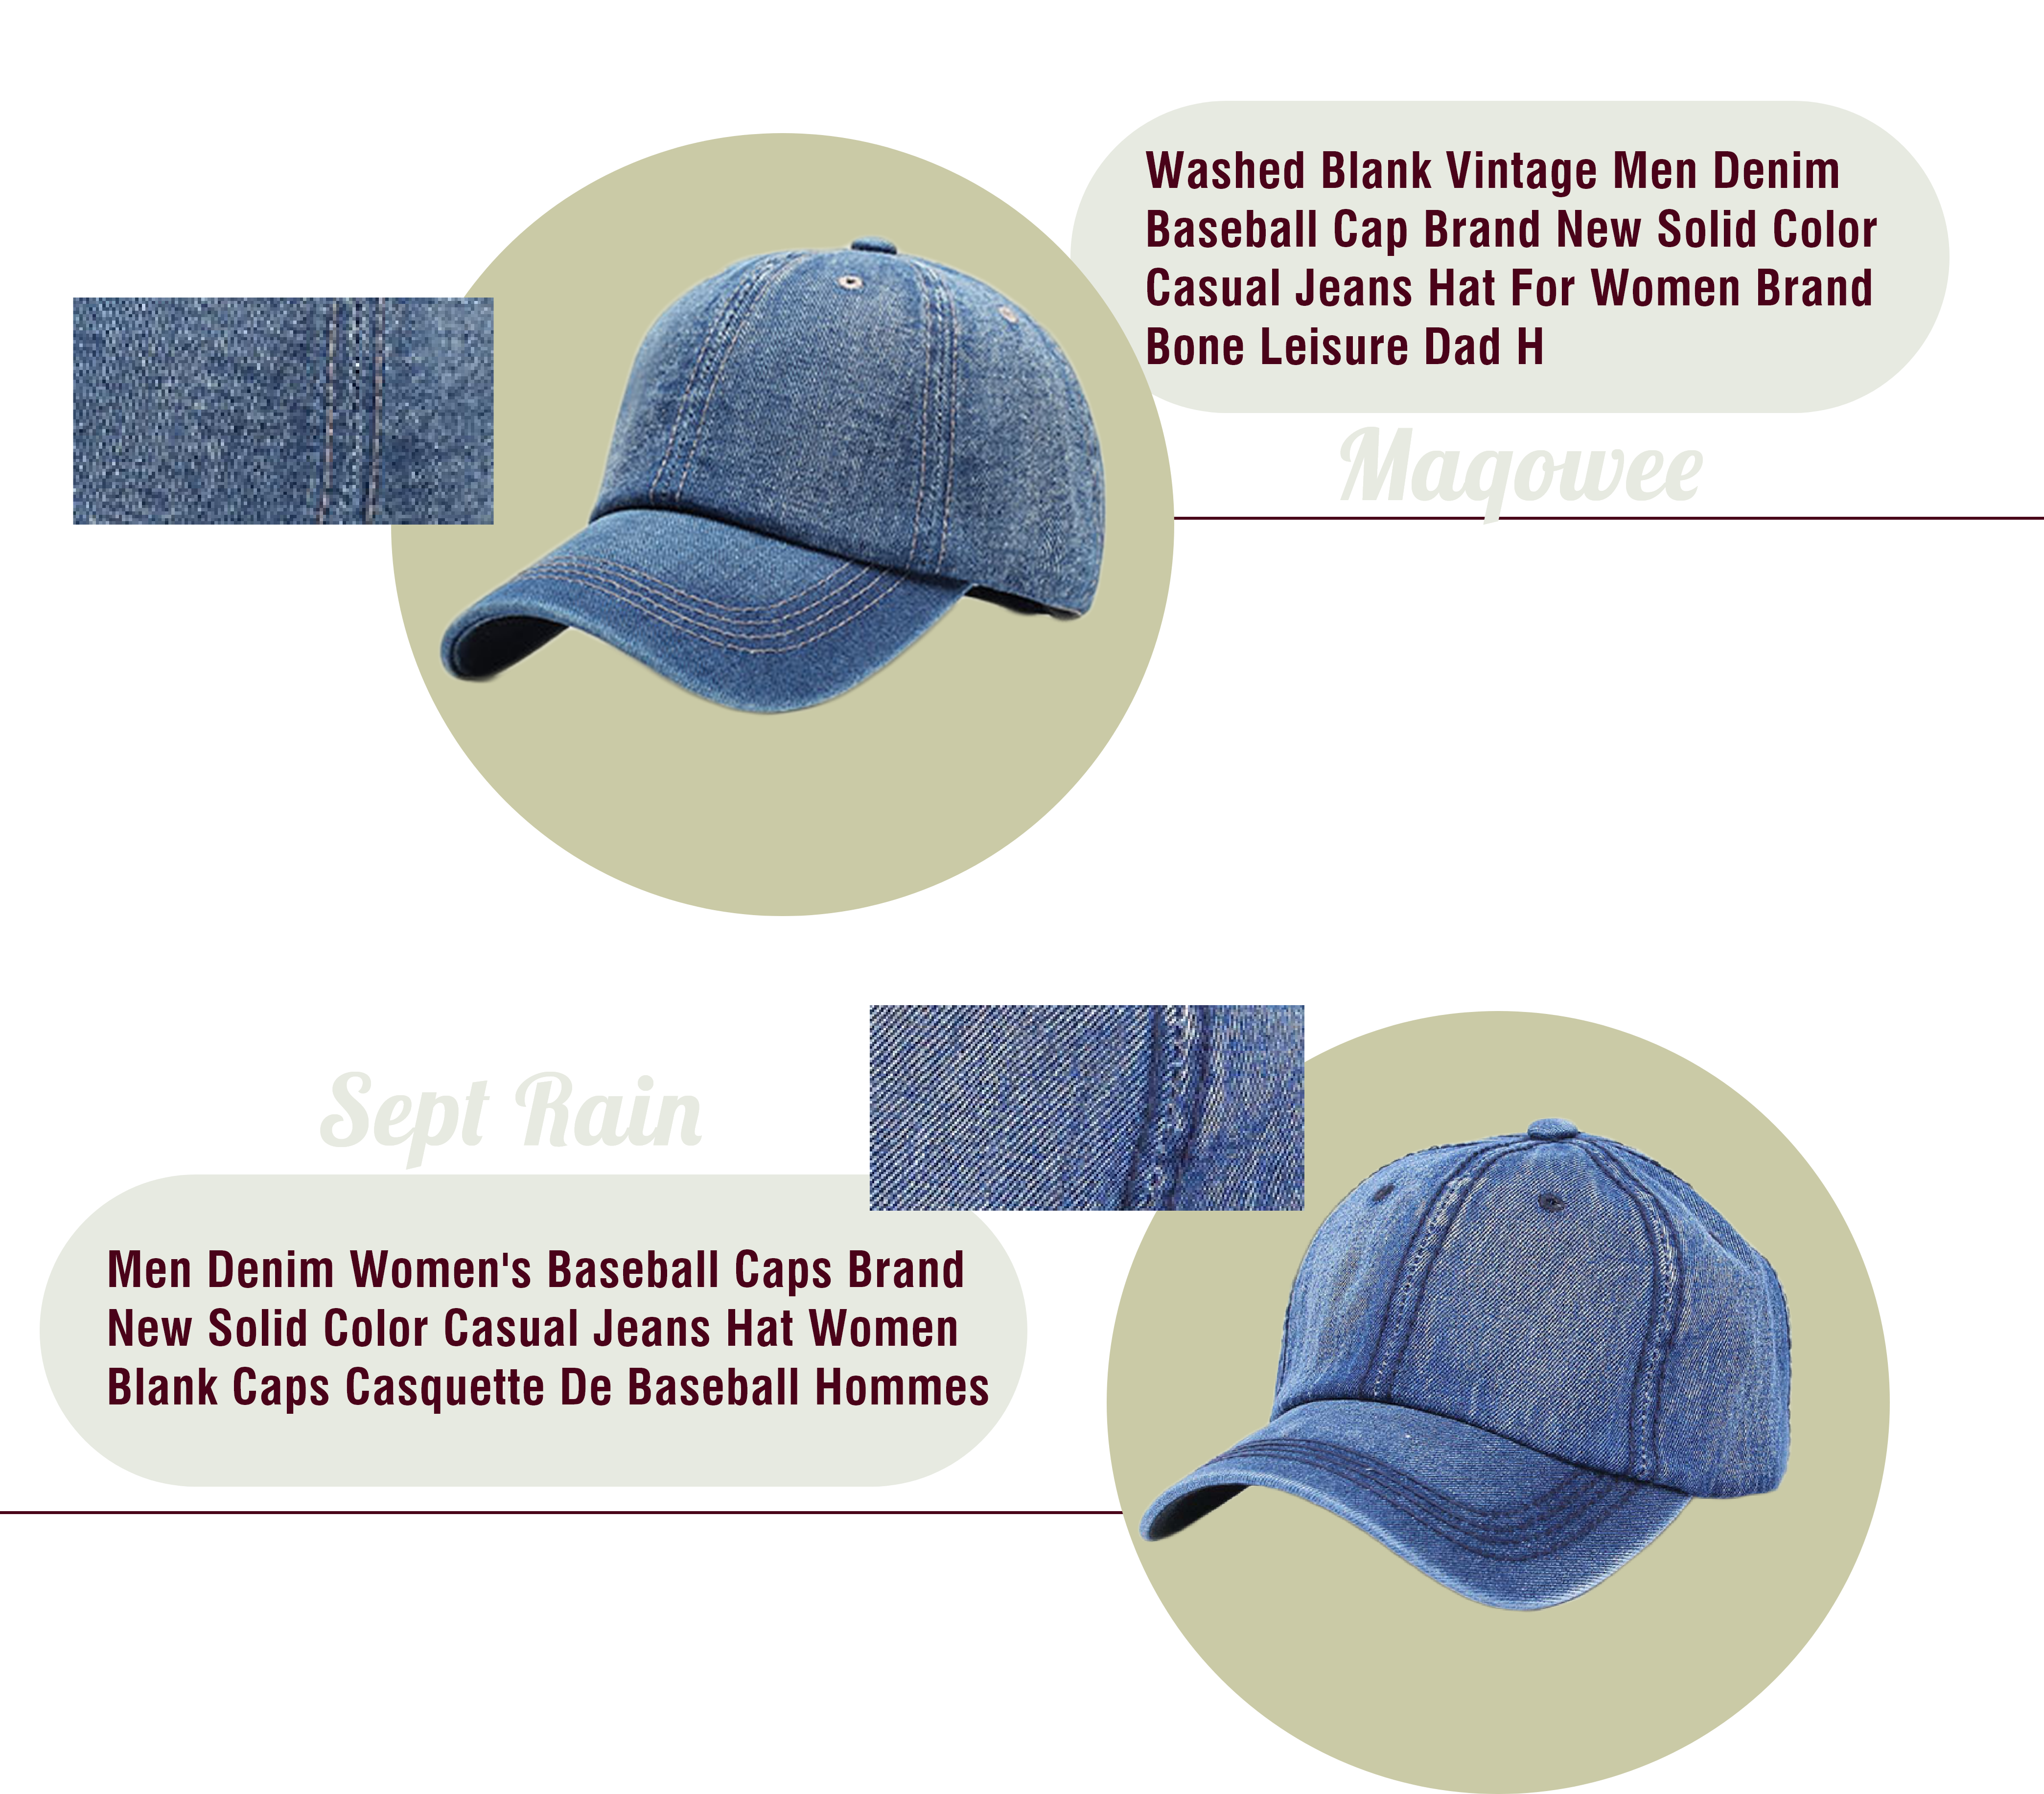 Washed Blank Vintage Men Denim
Baseball Cap Brand New Solid Color
Casual Jeans Hat For Women Brand
Bone Leisure Dad H
Maqowee
Sept Rain
Men Denim Women's Baseball Caps Brand
New Solid Color Casual Jeans Hat Women
Blank Caps Casquette De Baseball Hommes